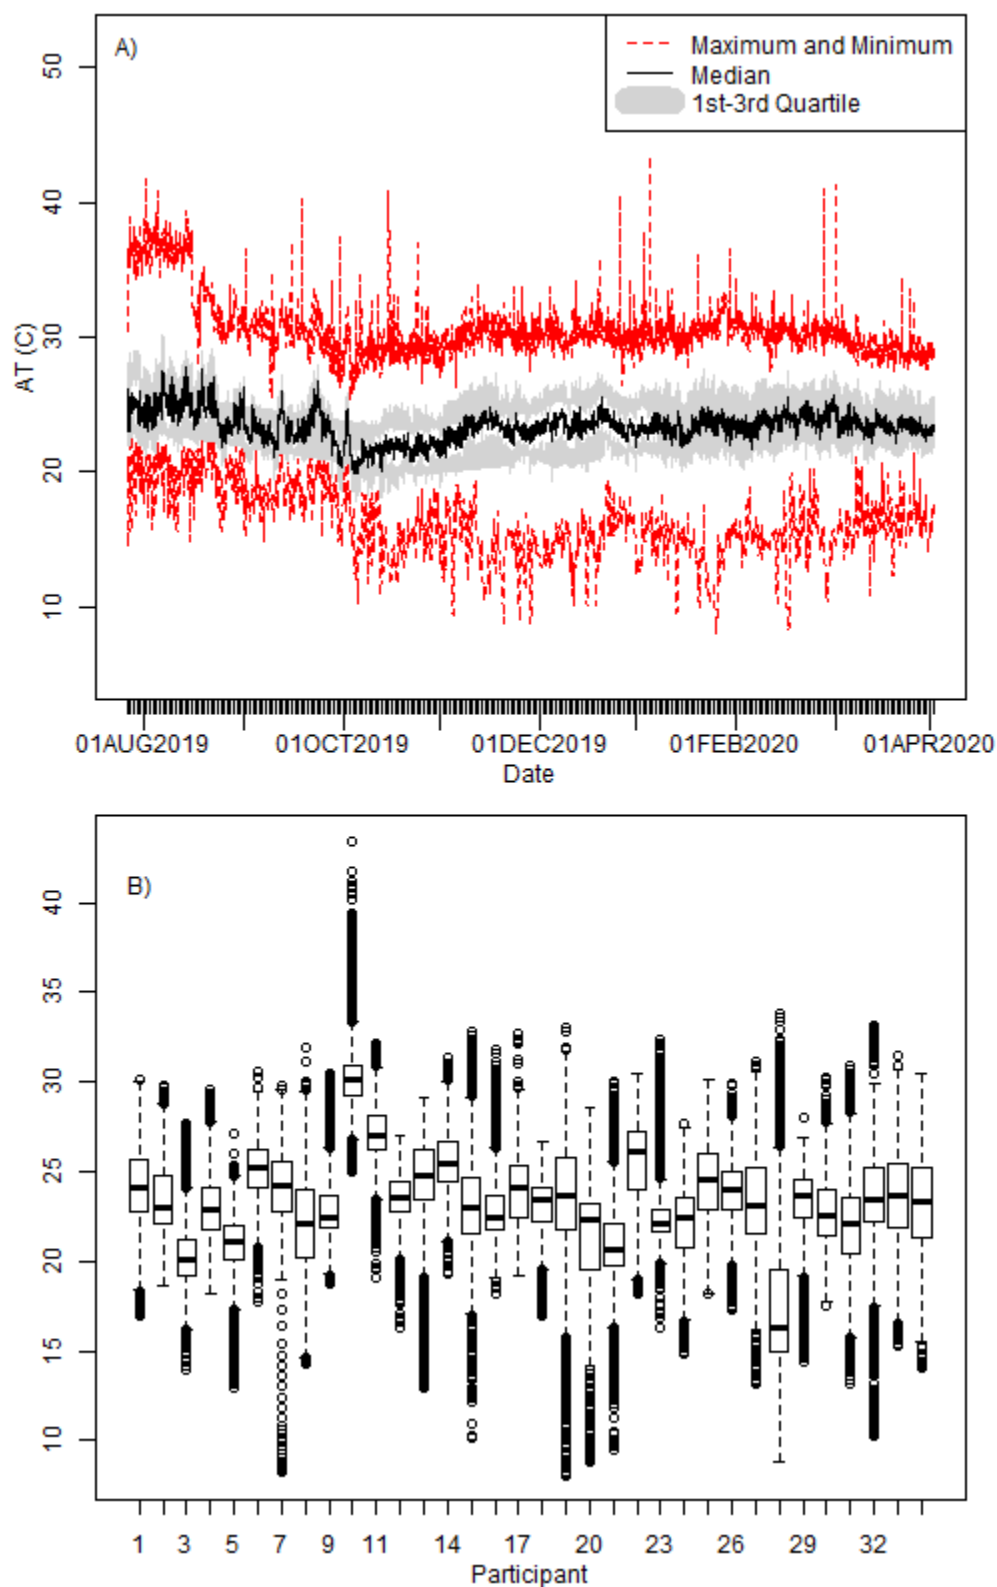 A)
Maximum and Minimum
Median
1st-3rd Quartile
50
40
30
20
10
AT (C)
01AUG2019 01OCT2019 01DEC2019 01FEB2020 01APR2020
Date
B)
40
35
30
25
20
15
10
1 3 5 7 9 11 14 17 20 23 26 29 32
Participant